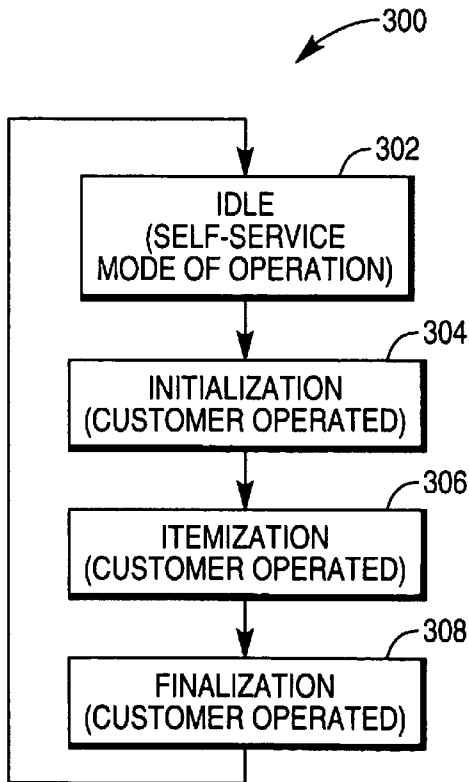 300
302
IDLE
(SELF-SERVICE
MODE OF OPERATION)
304
INITIALIZATION
(CUSTOMER OPERATED)
306
ITEMIZATION
(CUSTOMER OPERATED)
308
FINALIZATION
(CUSTOMER OPERATED)